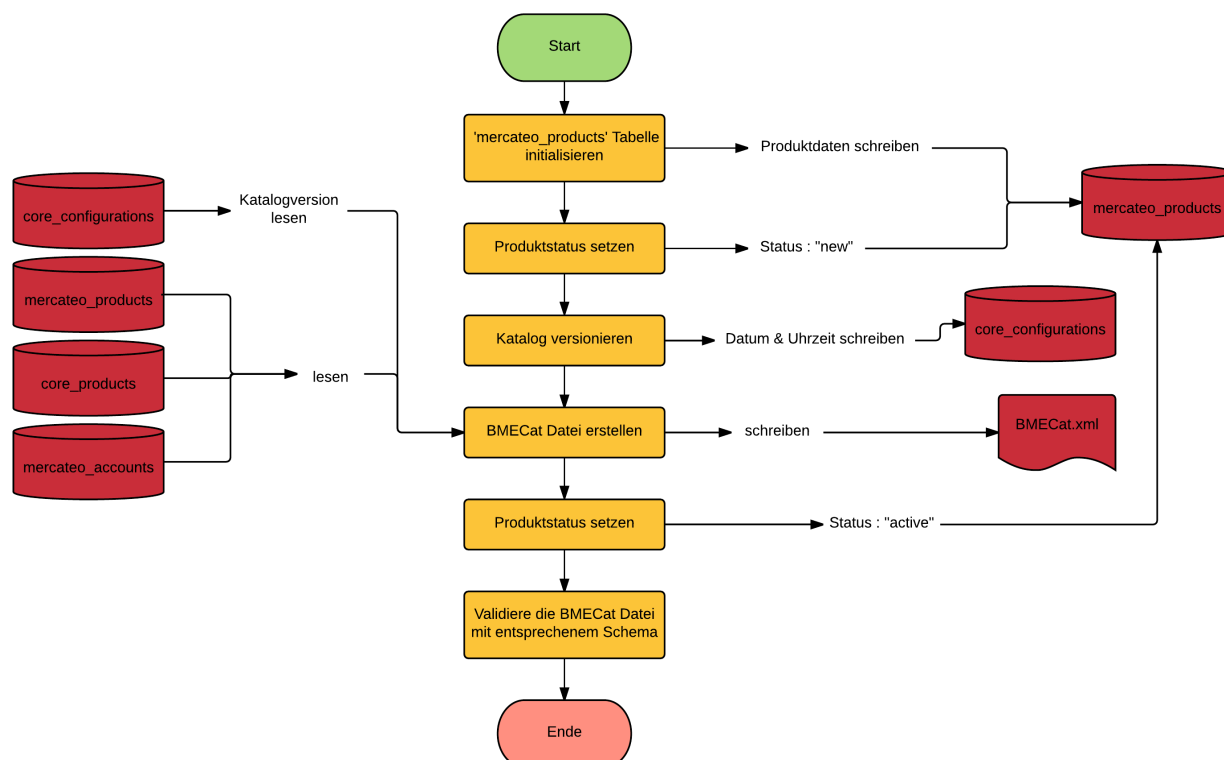 Start
'mercateo_products' Tabelle
initialisieren
Produktdaten schreiben
mercateo_products
core_configurations
Katalogversion
lesen
Produktstatus setzen
Status : "new"
mercateo_products
Katalog versionieren
Datum & Uhrzeit schreiben
core_configurations
core_products
lesen
mercateo_accounts
BMECat Datei erstellen
schreiben
BMECat.xml
Produktstatus setzen
Status : "active"
Validiere die BMECat Datei
mit entsprechenem Schema
Ende